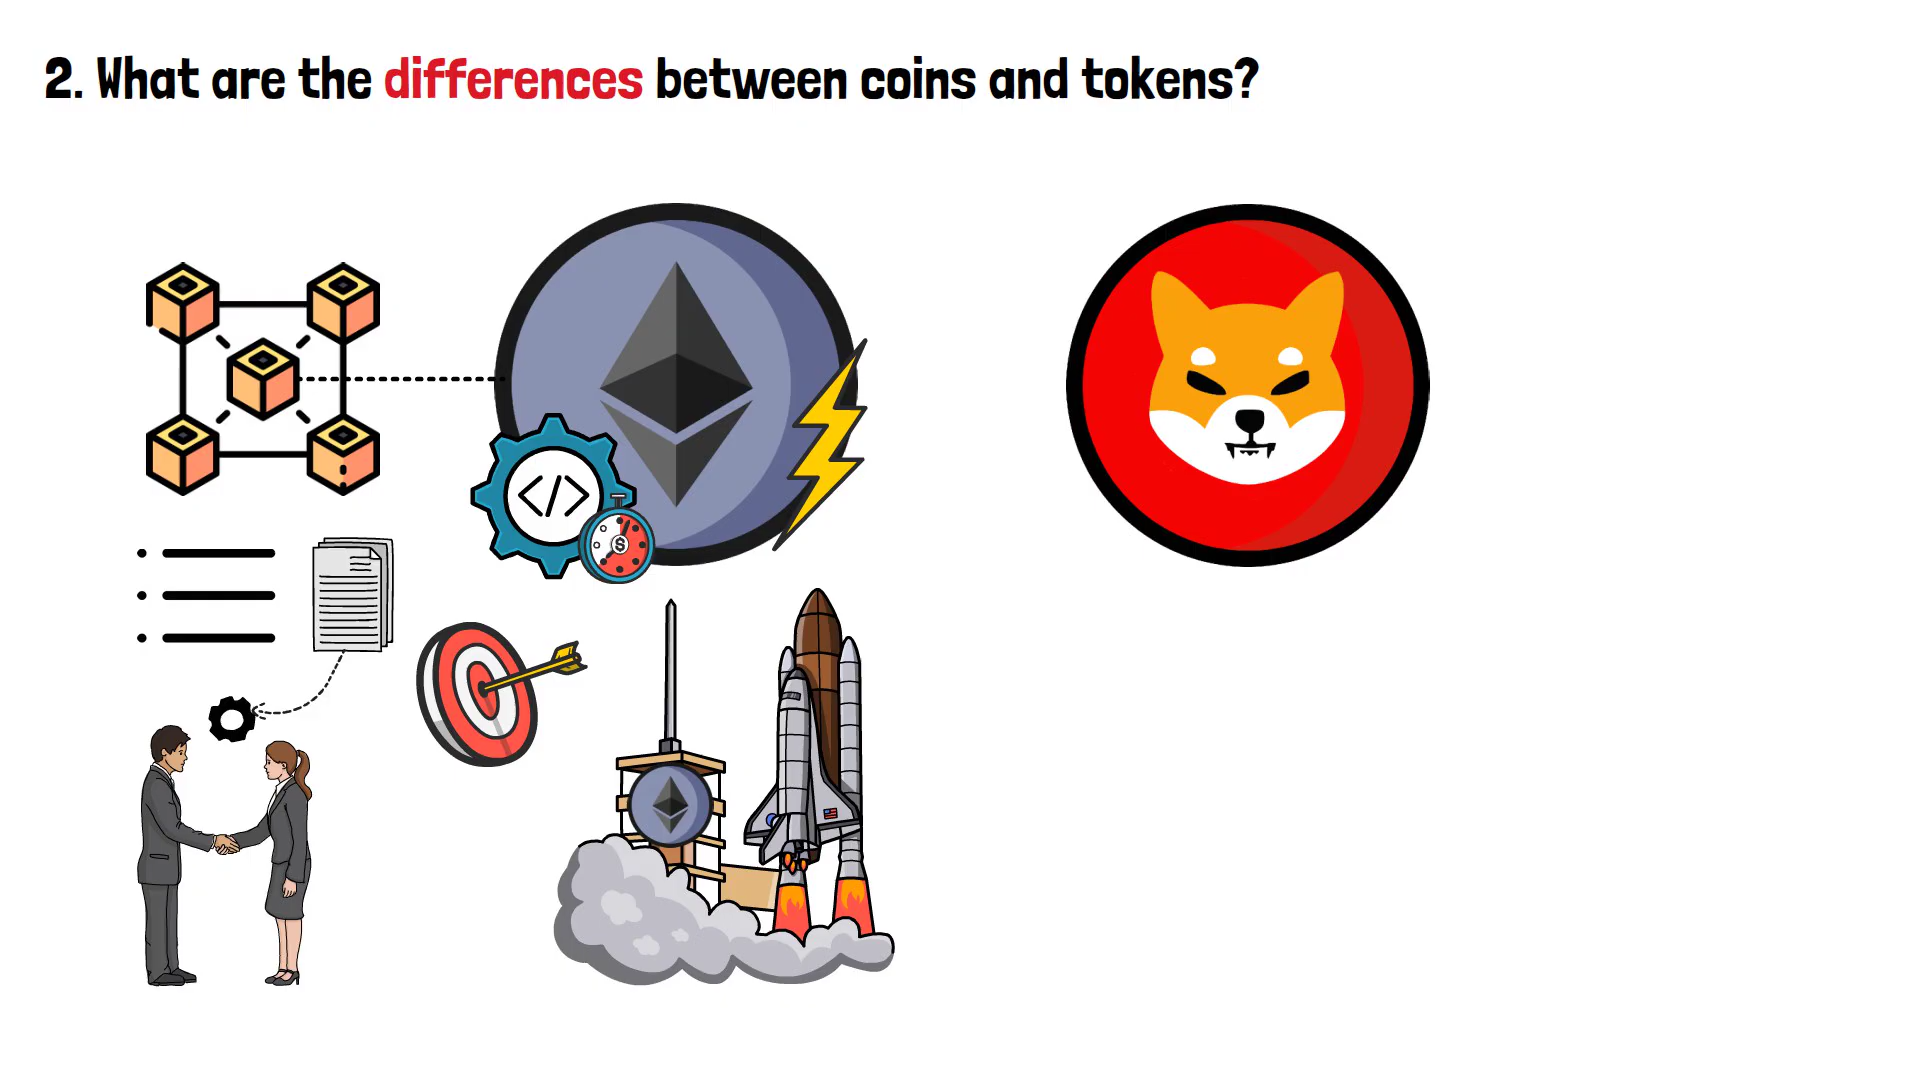 2. What are the differences between coins and tokens?
</>
$